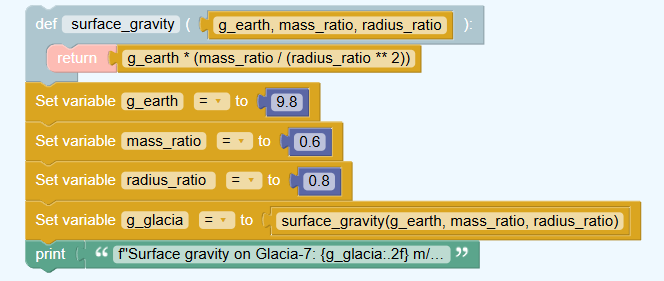 def surface_gravity ( g_earth, mass_ratio, radius_ratio ):
return g_earth * (mass_ratio / (radius_ratio ** 2))
Set variable g_earth = to 9.8
Set variable mass_ratio = to 0.6
Set variable radius_ratio = to 0.8
Set variable g_glacia = to surface_gravity(g_earth, mass_ratio, radius_ratio)
print “ f"Surface gravity on Glacia-7: {g_glacia:.2f} m/... ”